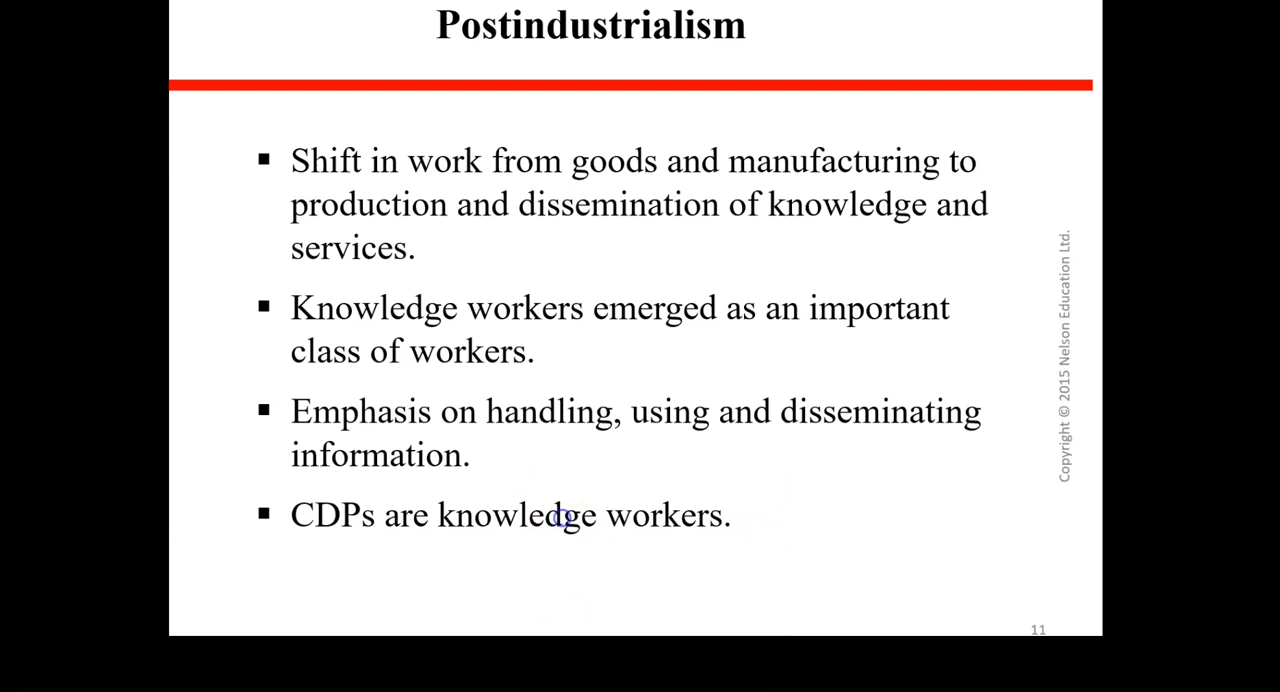 Postindustrialism
▪ Shift in work from goods and manufacturing to
production and dissemination of knowledge and
services.
▪ Knowledge workers emerged as an important
class of workers.
▪ Emphasis on handling, using and disseminating
information.
▪ CDPs are knowledge workers.
Copyright © 2015 Nelson Education Ltd.
11